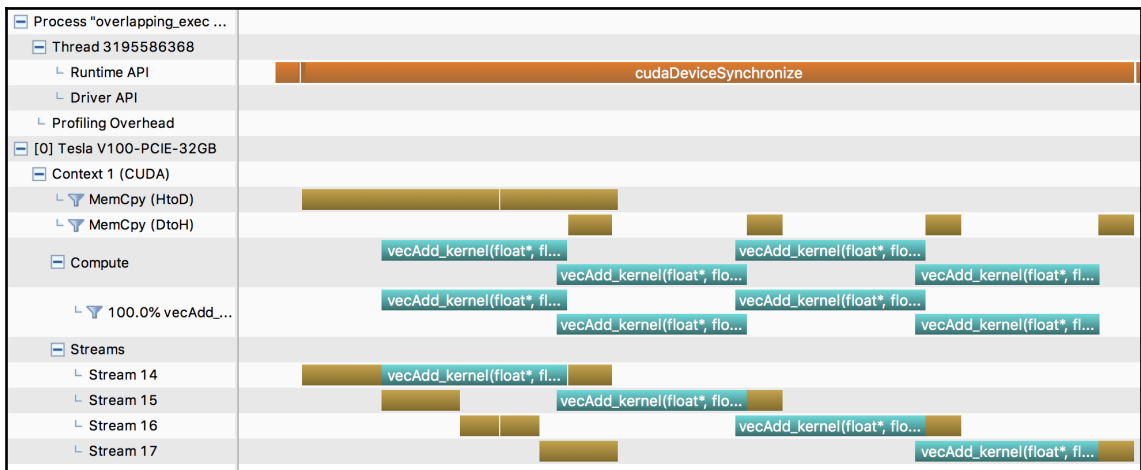 Process "overlapping_exec ...
Thread 3195586368
Runtime API
cudaDeviceSynchronize
Driver API
Profiling Overhead
[0] Tesla V100-PCIE-32GB
Context 1 (CUDA)
MemCpy (HtoD)
MemCpy (DtoH)
Compute
vecAdd_kernel(float*, fl...
vecAdd_kernel(float*, flo...
vecAdd_kernel(float*, flo...
vecAdd_kernel(float*, fl...
100.0% vecAdd_...
vecAdd_kernel(float*, fl...
vecAdd_kernel(float*, flo...
vecAdd_kernel(float*, flo...
vecAdd_kernel(float*, fl...
Streams
Stream 14
vecAdd_kernel(float*, flo...
Stream 15
vecAdd_kernel(float*, flo...
Stream 16
vecAdd_kernel(float*, flo...
Stream 17
vecAdd_kernel(float*, fl...